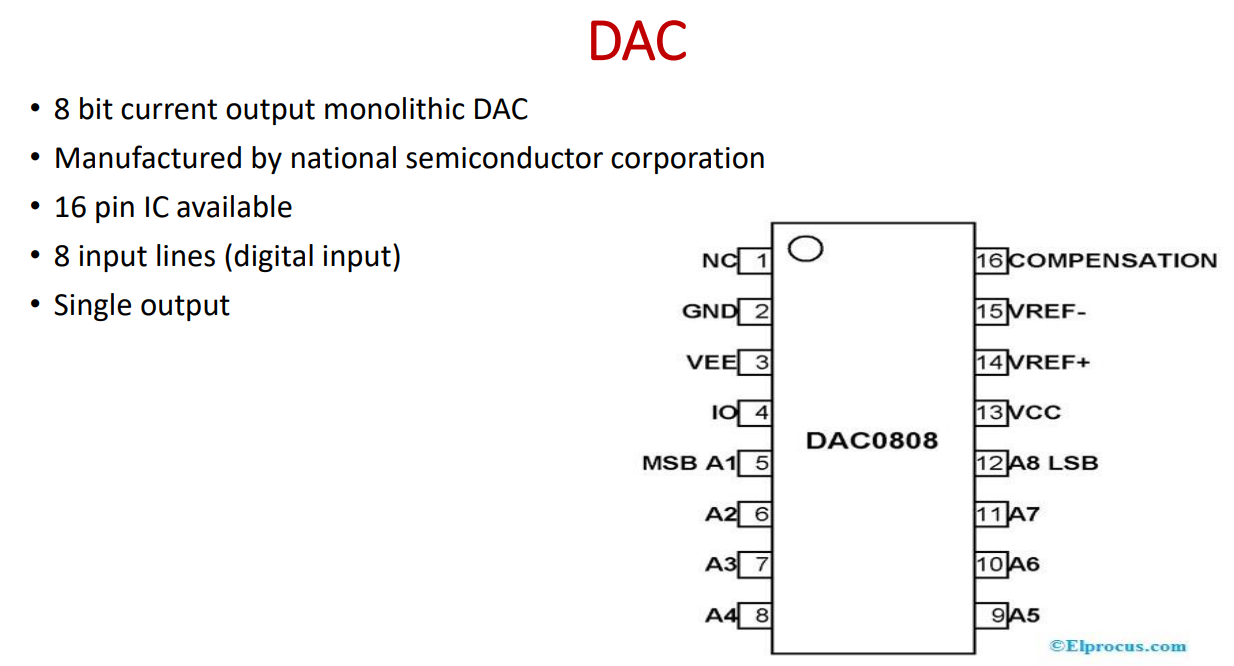 DAC
• 8 bit current output monolithic DAC
• Manufactured by national semiconductor corporation
• 16 pin IC available
• 8 input lines (digital input)
• Single output
NC 1 16 COMPENSATION
GND 2 15 VREF-
VEE 3 14 VREF+
IO 4 13 VCC
DAC0808
MSB A1 5 12 A8 LSB
A2 6 11 A7
A3 7 10 A6
A4 8 9 A5
©Elprocus.com